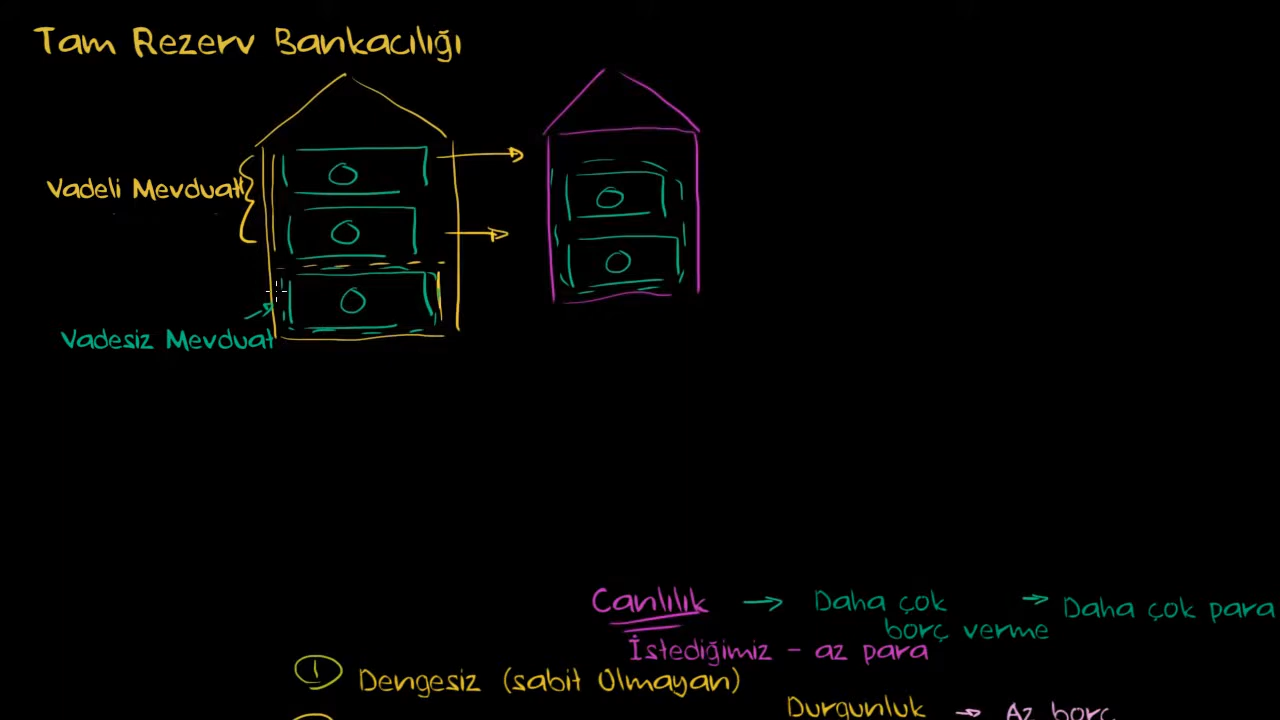 Tam Rezerv Bankacılığı
Vadeli Mevduat
Vadesiz Mevduat
Canlılık → Daha çok borç verme → Daha çok para
İstediğimiz - az para
1 Dengesiz (sabit Olmayan)
Durgunluk → Az borç